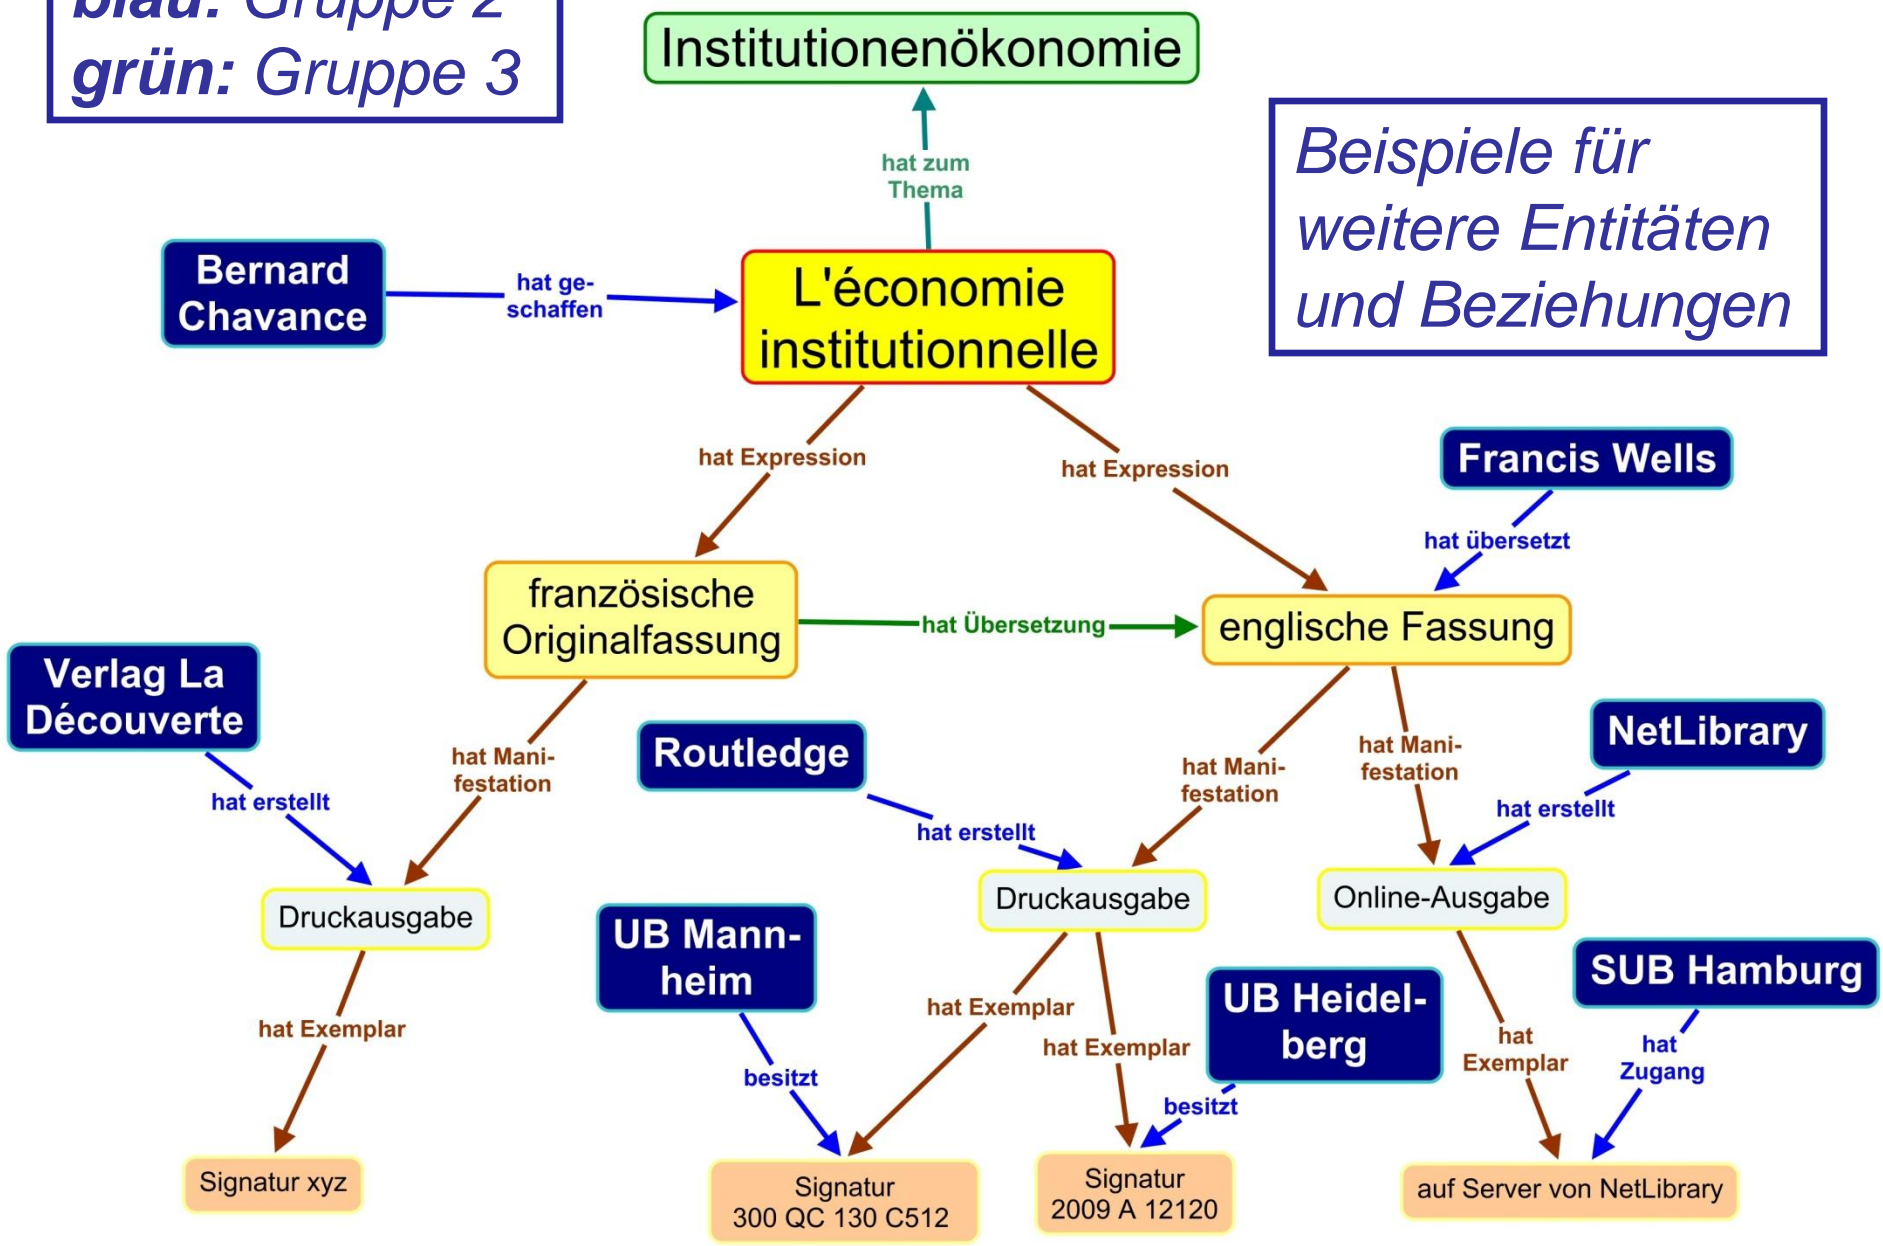 blau: Gruppe 2
grün: Gruppe 3
Institutionenökonomie
Beispiele für
weitere Entitäten
und Beziehungen
hat zum
Thema
Bernard
Chavance
hat ge-
schaffen
L'économie
institutionnelle
hat Expression
hat Expression
Francis Wells
hat übersetzt
französische
Originalfassung
hat Übersetzung
englische Fassung
Verlag La
Découverte
hat erstellt
hat Mani-
festation
Routledge
hat erstellt
hat Mani-
festation
hat Mani-
festation
NetLibrary
hat erstellt
Druckausgabe
Druckausgabe
Online-Ausgabe
UB Mann-
heim
UB Heidel-
berg
SUB Hamburg
hat Exemplar
besitzt
hat Exemplar
hat Exemplar
besitzt
hat
Exemplar
hat
Zugang
Signatur xyz
Signatur
300 QC 130 C512
Signatur
2009 A 12120
auf Server von NetLibrary